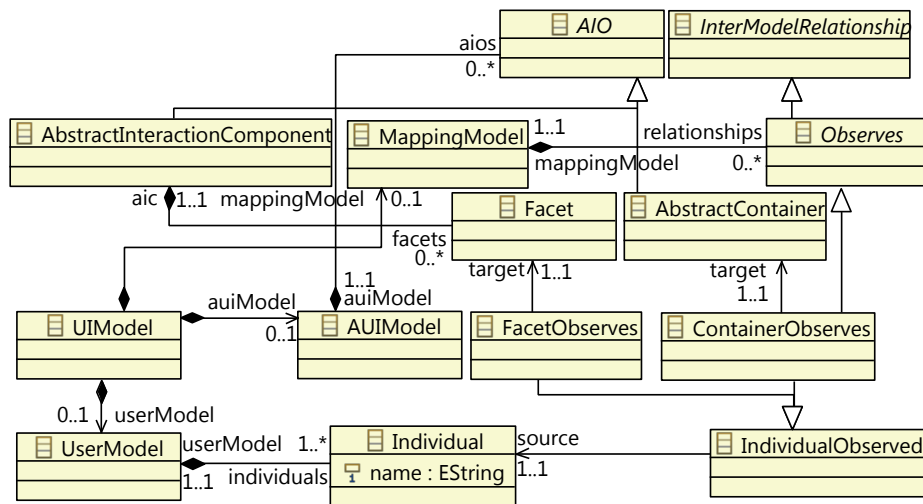 AIO
InterModelRelationship
aios
0..*
AbstractInteractionComponent
MappingModel
1..1
mappingModel
relationships
0..*
Observes
aic
1..1
mappingModel
0..1
Facet
AbstractContainer
facets
0..*
target
1..1
target
1..1
UIModel
auiModel
0..1
1..1
auiModel
AUIModel
FacetObserves
ContainerObserves
0..1
userModel
UserModel
userModel
1..1
1..*
individuals
Individual
name : EString
source
1..1
IndividualObserved